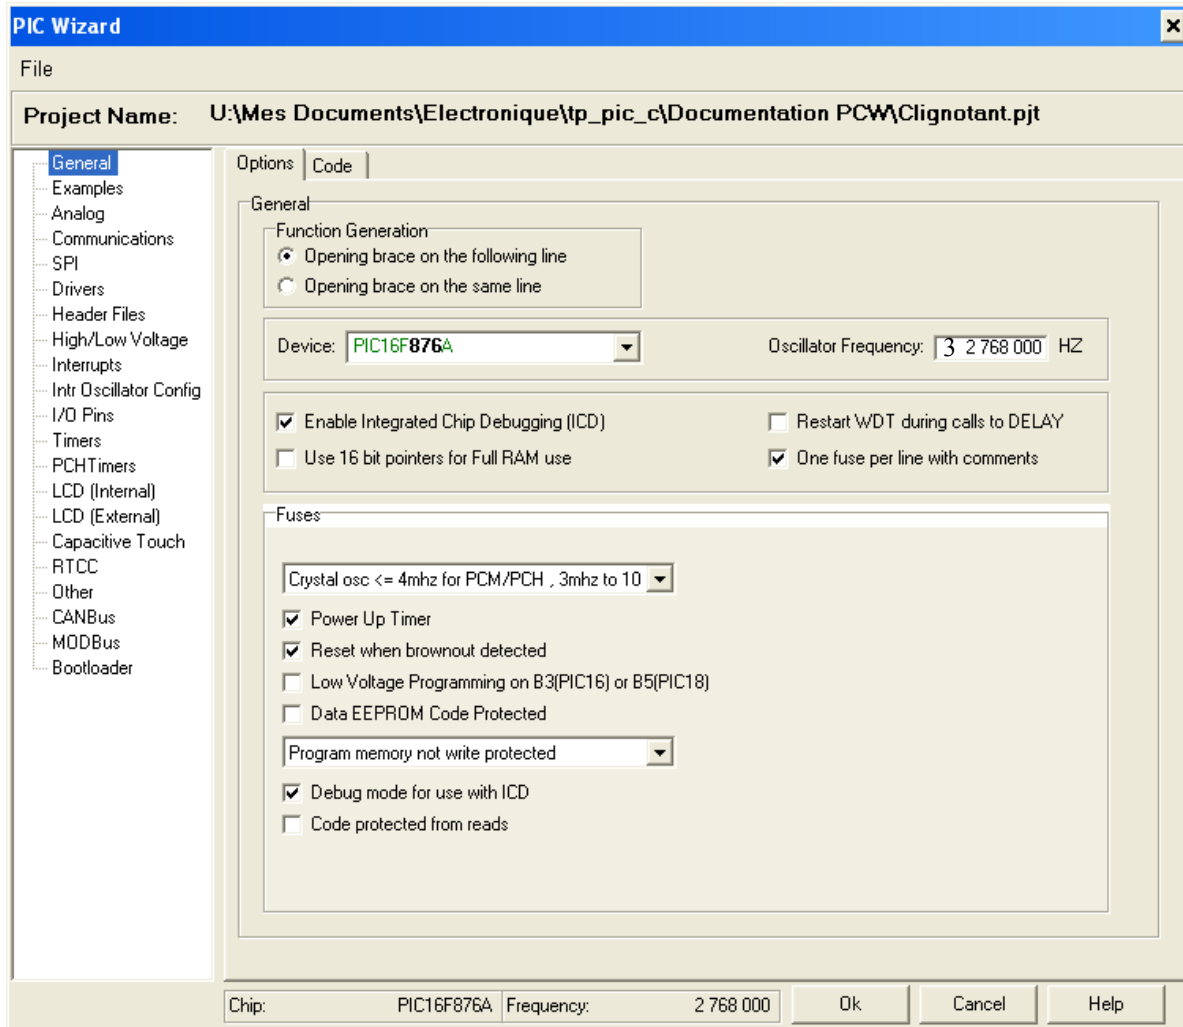 PIC Wizard
File
Project Name: U:\Mes Documents\Electronique\tp_pic_c\Documentation PCW\Clignotant.pjt
General
Examples
Analog
Communications
SPI
Drivers
Header Files
High/Low Voltage
Interrupts
Intr Oscillator Config
I/O Pins
Timers
PCHTimers
LCD (Internal)
LCD (External)
Capacitive Touch
RTCC
Other
CANBus
MODBus
Bootloader
Options Code
General
Function Generation
Opening brace on the following line
Opening brace on the same line
Device: PIC16F876A Oscillator Frequency: 3 2 768 000 HZ
Enable Integrated Chip Debugging (ICD) Restart WDT during calls to DELAY
Use 16 bit pointers for Full RAM use One fuse per line with comments
Fuses
Crystal osc <= 4mhz for PCM/PCH , 3mhz to 10
Power Up Timer
Reset when brownout detected
Low Voltage Programming on B3(PIC16) or B5(PIC18)
Data EEPROM Code Protected
Program memory not write protected
Debug mode for use with ICD
Code protected from reads
Chip: PIC16F876A Frequency: 2 768 000 Ok Cancel Help